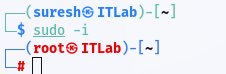 ┌──(suresh㉿ITLab)-[~]
└─$ sudo -i
┌──(root㉿ITLab)-[~]
└─#